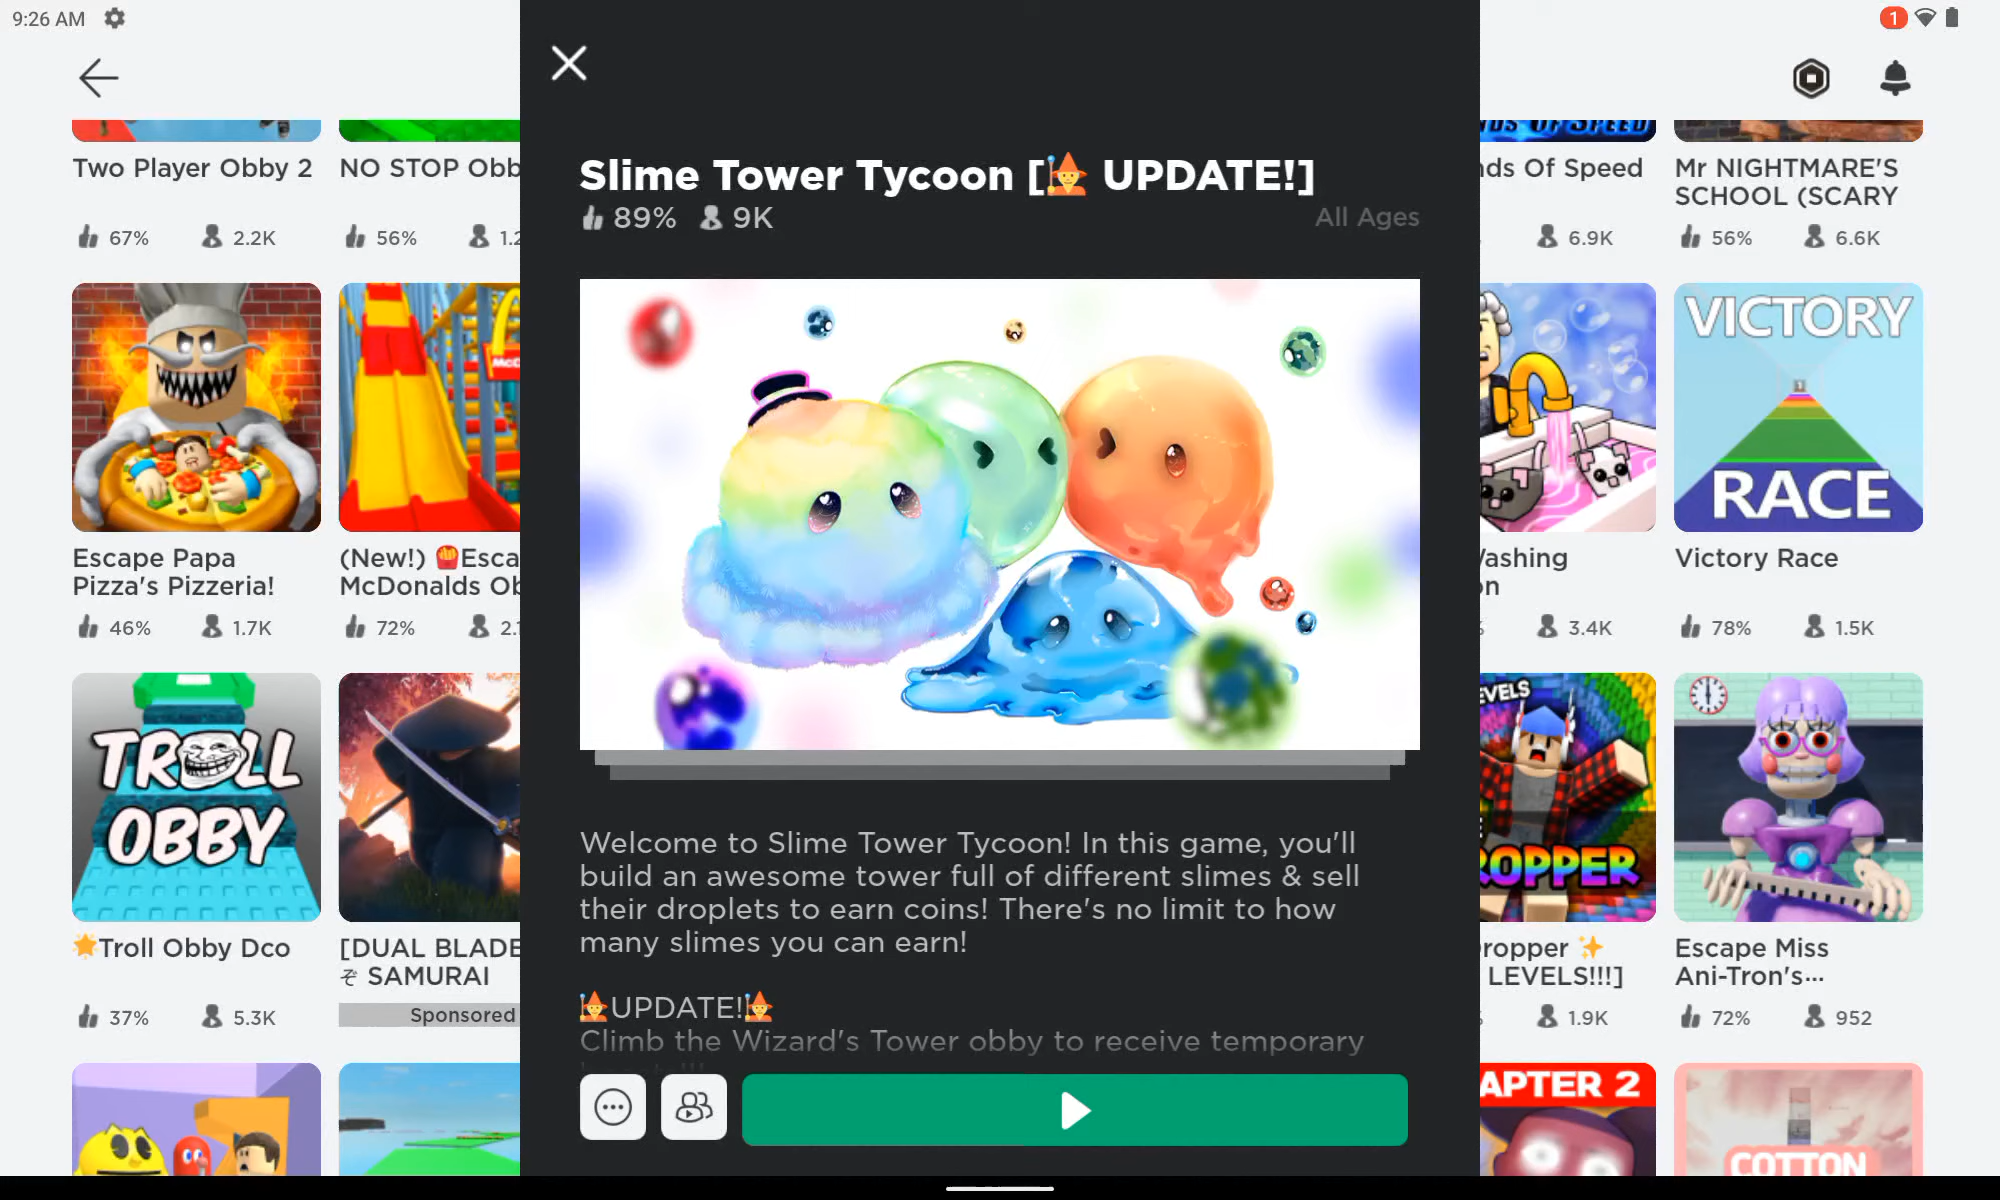 9:26 AM
1
Two Player Obby 2
67% 2.2K
NO STOP Obb
56%
Slime Tower Tycoon [🧙 UPDATE!]
89% 9K
All Ages
Welcome to Slime Tower Tycoon! In this game, you'll
build an awesome tower full of different slimes & sell
their droplets to earn coins! There's no limit to how
many slimes you can earn!
🧙UPDATE!🧙
Climb the Wizard's Tower obby to receive temporary
nds Of Speed
6.9K
Mr NIGHTMARE'S
SCHOOL (SCARY
56% 6.6K
Escape Papa
Pizza's Pizzeria!
46% 1.7K
(New!) 🍟Esca
McDonalds Ob
72%
ashing
on
3.4K
VICTORY
RACE
Victory Race
78% 1.5K
TROLL
OBBY
🌟Troll Obby Dco
37% 5.3K
[DUAL BLADE
ぞ SAMURAI
Sponsored
EVELS
ROPPER
ropper ✨
LEVELS!!!]
1.9K
Escape Miss
Ani-Tron's...
72% 952
APTER 2
COTTON